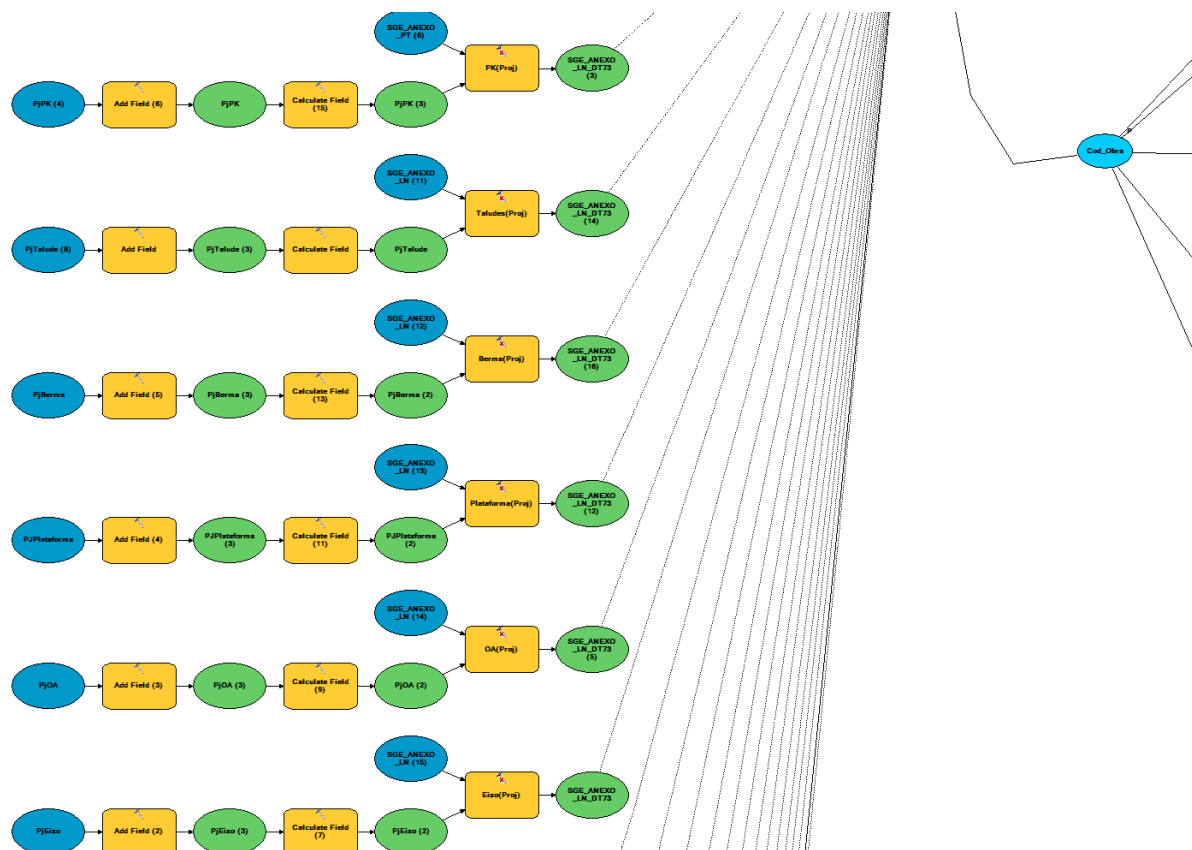 SGE_ANEXO
_PT (6)
PK(Proj)
SGE_ANEXO
_LN_DT73
(3)
PjPK (4)
Add Field (6)
PjPK
Calculate Field
(15)
PjPK (3)
Cod_Obra
SGE_ANEXO
_LN (11)
Taludes(Proj)
SGE_ANEXO
_LN_DT73
(14)
PjTalude (5)
Add Field
PjTalude (3)
Calculate Field
PjTalude
SGE_ANEXO
_LN (12)
Berma(Proj)
SGE_ANEXO
_LN_DT73
(16)
PjBerma
Add Field (5)
PjBerma (3)
Calculate Field
(13)
PjBerma (2)
SGE_ANEXO
_LN (13)
Plataforma(Proj)
SGE_ANEXO
_LN_DT73
(12)
PJPlataforma
Add Field (4)
PJPlataforma
(3)
Calculate Field
(11)
PJPlataforma
(2)
SGE_ANEXO
_LN (14)
OA(Proj)
SGE_ANEXO
_LN_DT73
(5)
PjOA
Add Field (3)
PjOA (3)
Calculate Field
(9)
PjOA (2)
SGE_ANEXO
_LN (15)
Eixo(Proj)
SGE_ANEXO
_LN_DT73
PjEixo
Add Field (2)
PjEixo (3)
Calculate Field
(7)
PjEixo (2)